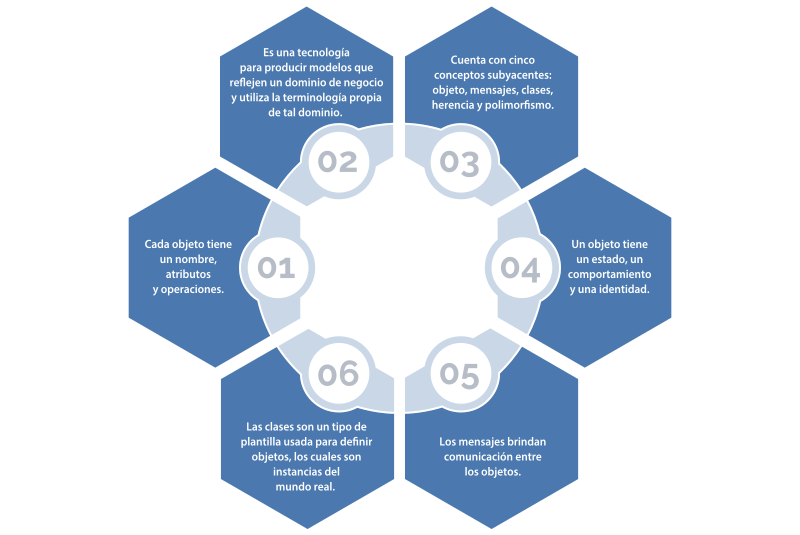 01
Cada objeto tiene
un nombre,
atributos
y operaciones.
02
Es una tecnología
para producir modelos que
reflejen un dominio de negocio
y utiliza la terminología propia
de tal dominio.
03
Cuenta con cinco
conceptos subyacentes:
objeto, mensajes, clases,
herencia y polimorfismo.
04
Un objeto tiene
un estado, un
comportamiento
y una identidad.
05
Los mensajes brindan
comunicación entre
los objetos.
06
Las clases son un tipo de
plantilla usada para definir
objetos, los cuales son
instancias del
mundo real.